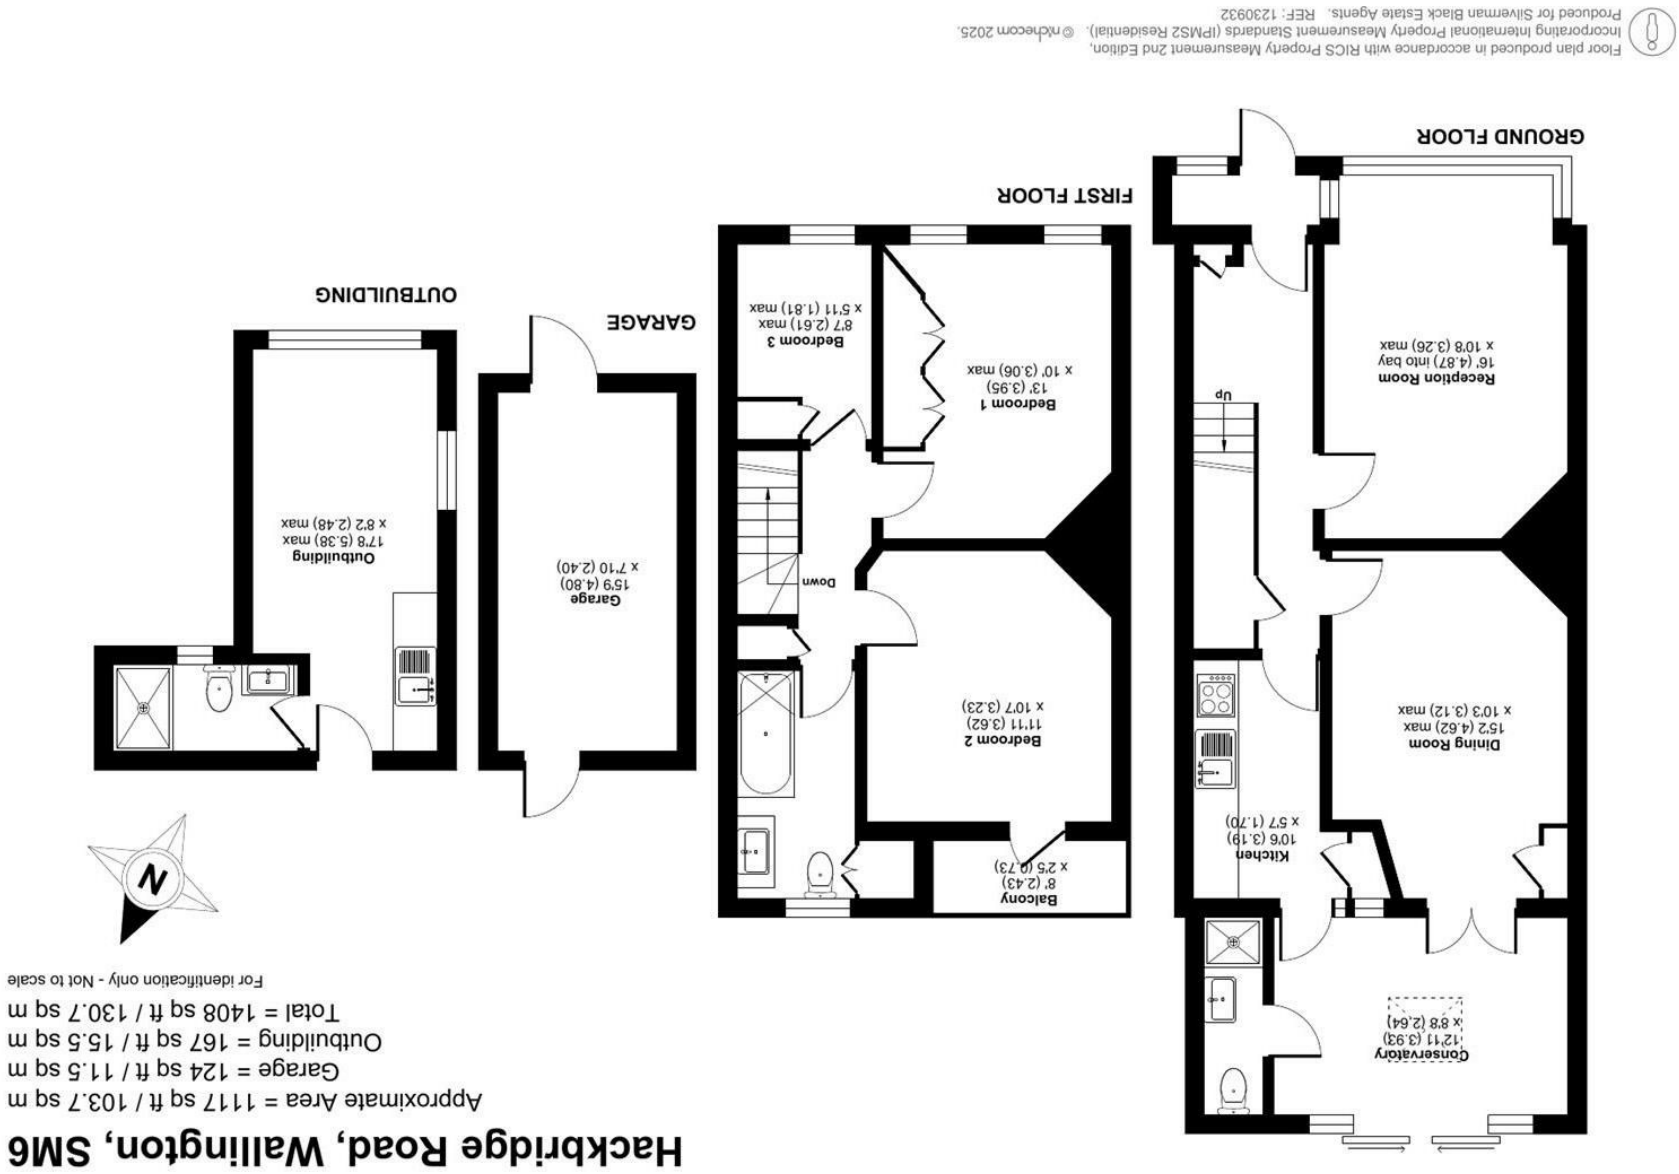 Hackbridge Road, Wallington, SM6
Approximate Area = 1117 sq ft / 103.7 sq m
Garage = 124 sq ft / 11.5 sq m
Outbuilding = 167 sq ft / 15.5 sq m
Total = 1408 sq ft / 130.7 sq m
For identification only - Not to scale
N
Conservatory
12'11 (3.93)
x 8'8 (2.64)
Balcony
8' (2.43)
x 2'5 (0.73)
Kitchen
10'6 (3.19)
x 5'7 (1.70)
Dining Room
15'2 (4.62) max
x 10'3 (3.12) max
Bedroom 2
11'11 (3.62)
x 10'7 (3.23)
Down
Garage
15'9 (4.80)
x 7'10 (2.40)
Outbuilding
17'8 (5.38) max
x 8'2 (2.48) max
Up
Reception Room
16' (4.87) into bay
x 10'8 (3.26) max
Bedroom 1
13' (3.95)
x 10' (3.06) max
Bedroom 3
8'7 (2.61) max
x 5'11 (1.81) max
GARAGE
OUTBUILDING
FIRST FLOOR
GROUND FLOOR
Floor plan produced in accordance with RICS Property Measurement 2nd Edition,
Incorporating International Property Measurement Standards (IPMS2 Residential). © nichecom 2025.
Produced for Silverman Black Estate Agents. REF: 1230932